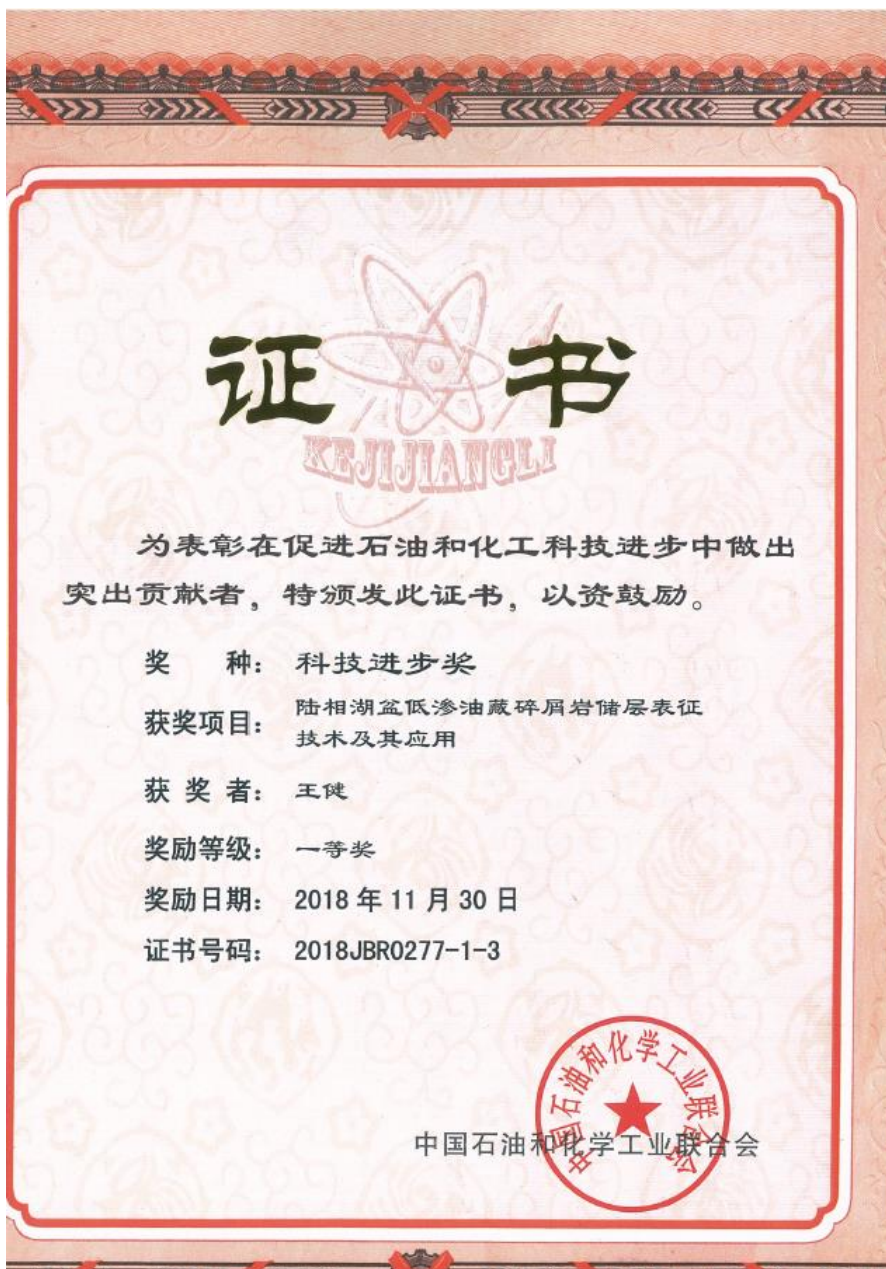 证 书
KEJIJIANGLI
为表彰在促进石油和化工科技进步中做出
突出贡献者，特颁发此证书，以资鼓励。
奖 种： 科技进步奖
获奖项目： 陆相湖盆低渗油藏碎屑岩储层表征
技术及其应用
获 奖 者： 王健
奖励等级： 一等奖
奖励日期： 2018 年 11 月 30 日
证书号码： 2018JBR0277-1-3
中国石油和化学工业联合会
中国石油和化学工业联合会